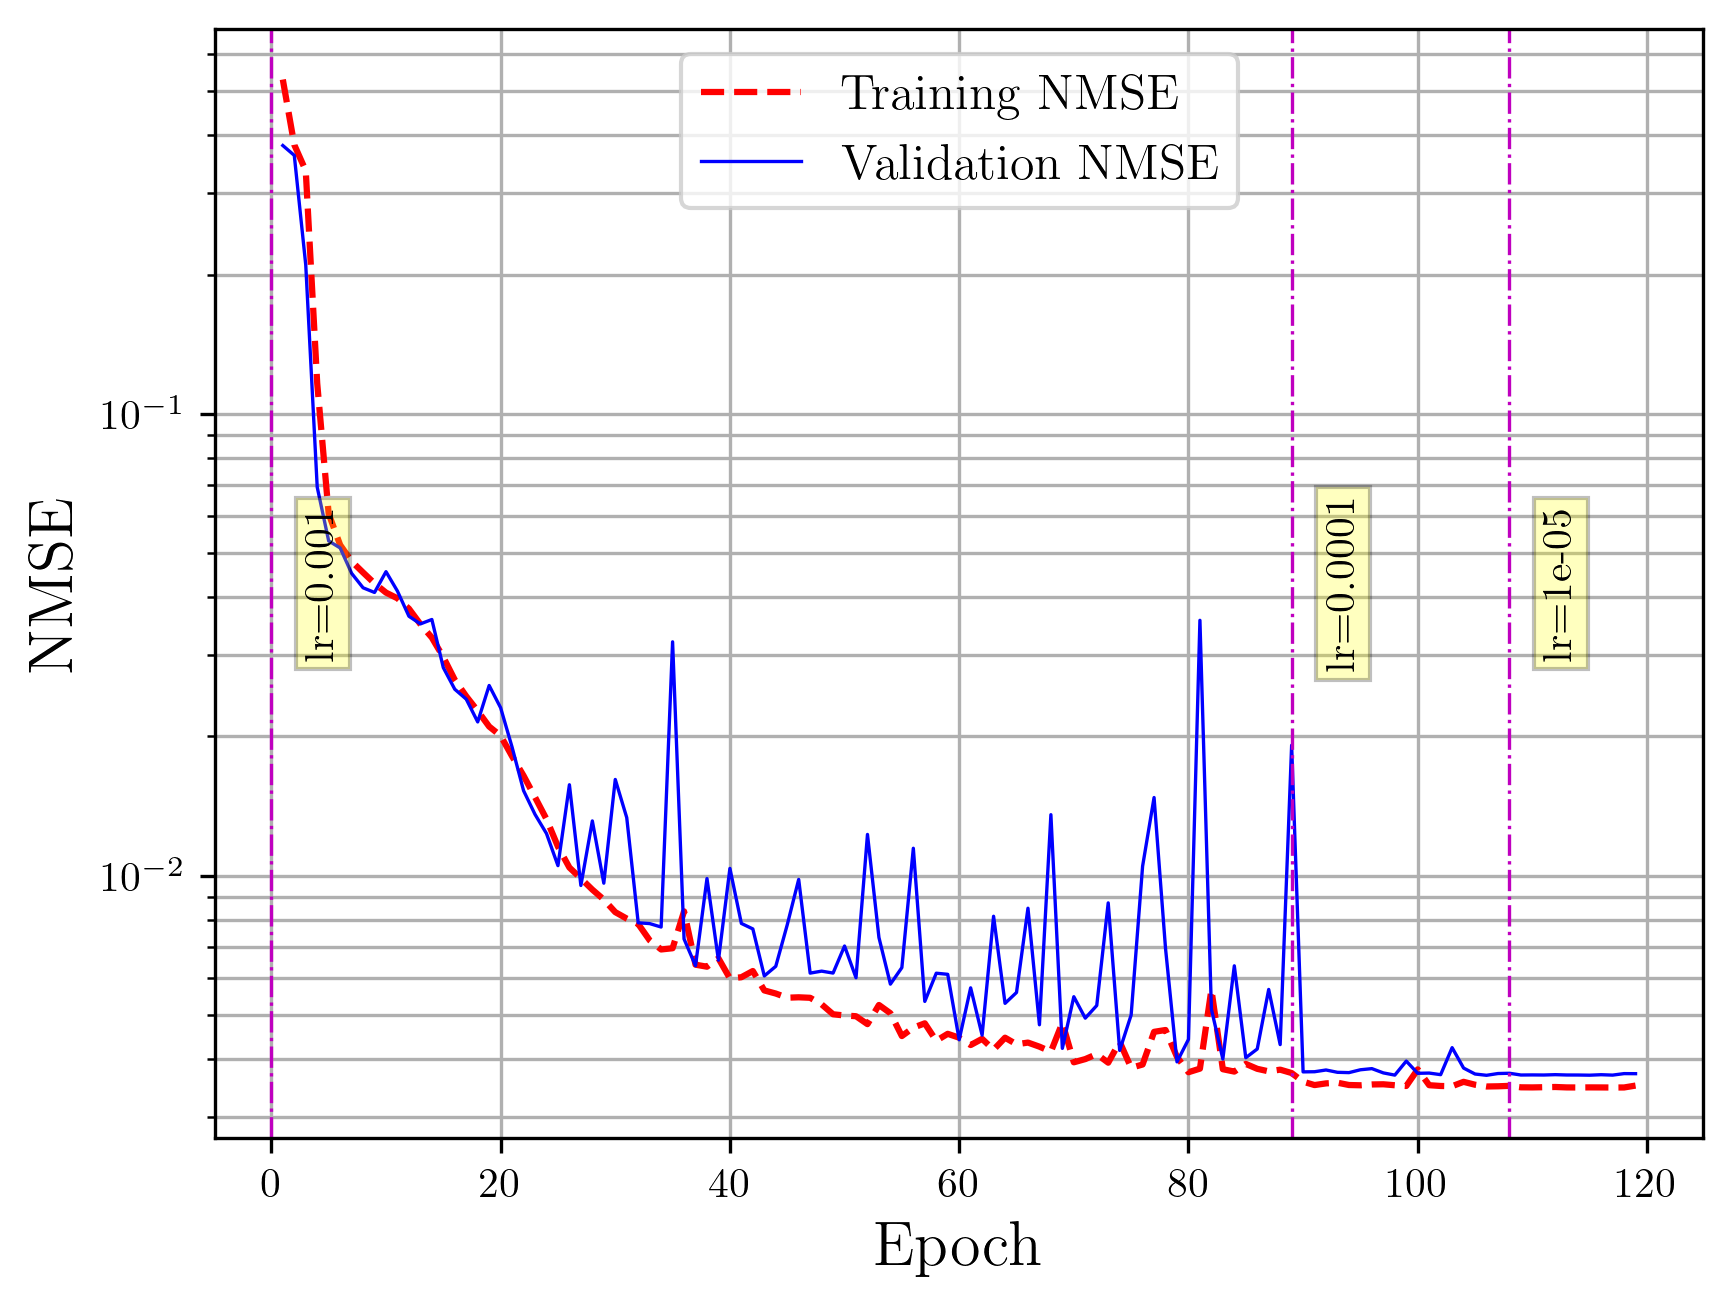 Training NMSE
Validation NMSE
NMSE
10⁻¹
10⁻²
lr=0.001
lr=0.0001
lr=1e-05
0 20 40 60 80 100 120
Epoch